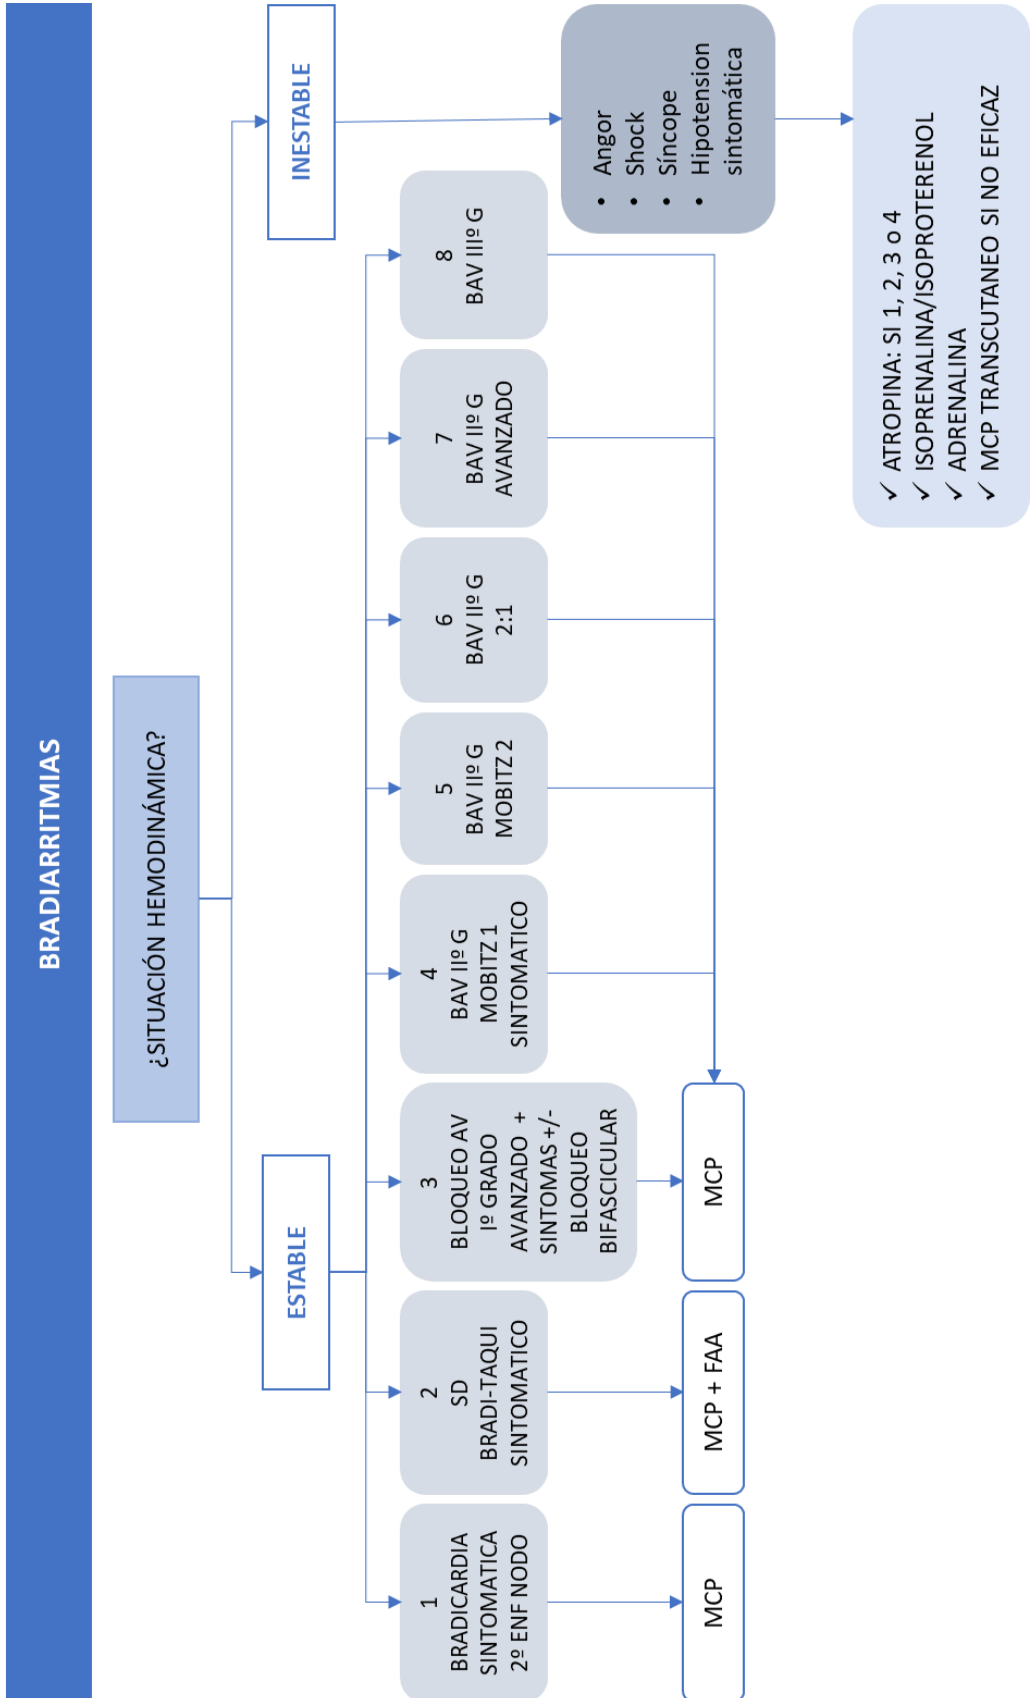 BRADIARRITMIAS
¿SITUACIÓN HEMODINÁMICA?
ESTABLE
INESTABLE
1
BRADICARDIA
SINTOMATICA
2º ENF NODO
2
SD
BRADI-TAQUI
SINTOMATICO
3
BLOQUEO AV
Iº GRADO
AVANZADO +
SINTOMAS +/-
BLOQUEO
BIFASCICULAR
4
BAV IIº G
MOBITZ 1
SINTOMATICO
5
BAV IIº G
MOBITZ 2
6
BAV IIº G
2:1
7
BAV IIº G
AVANZADO
8
BAV IIIº G
• Angor
• Shock
• Síncope
• Hipotension
sintomática
MCP
MCP + FAA
MCP
✓ ATROPINA: SI 1, 2, 3 o 4
✓ ISOPRENALINA/ISOPROTERENOL
✓ ADRENALINA
✓ MCP TRANSCUTANEO SI NO EFICAZ